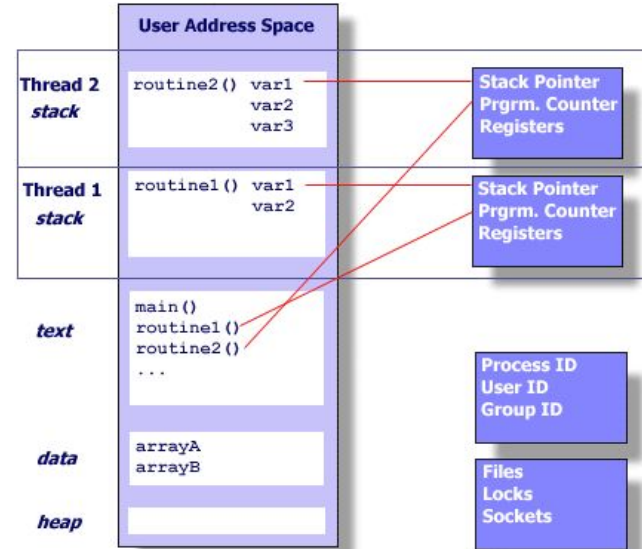 User Address Space
Thread 2
stack
routine2() var1
var2
var3
Stack Pointer
Prgrm. Counter
Registers
Thread 1
stack
routine1() var1
var2
Stack Pointer
Prgrm. Counter
Registers
text
main()
routine1()
routine2()
...
Process ID
User ID
Group ID
data
arrayA
arrayB
Files
Locks
Sockets
heap